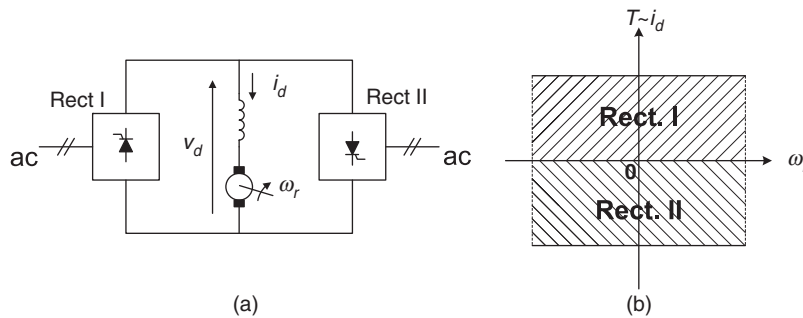 T~i_d
Rect I
i_d
Rect II
v_d
ac
ac
ω_r
Rect. I
0
ω
Rect. II
(a)
(b)